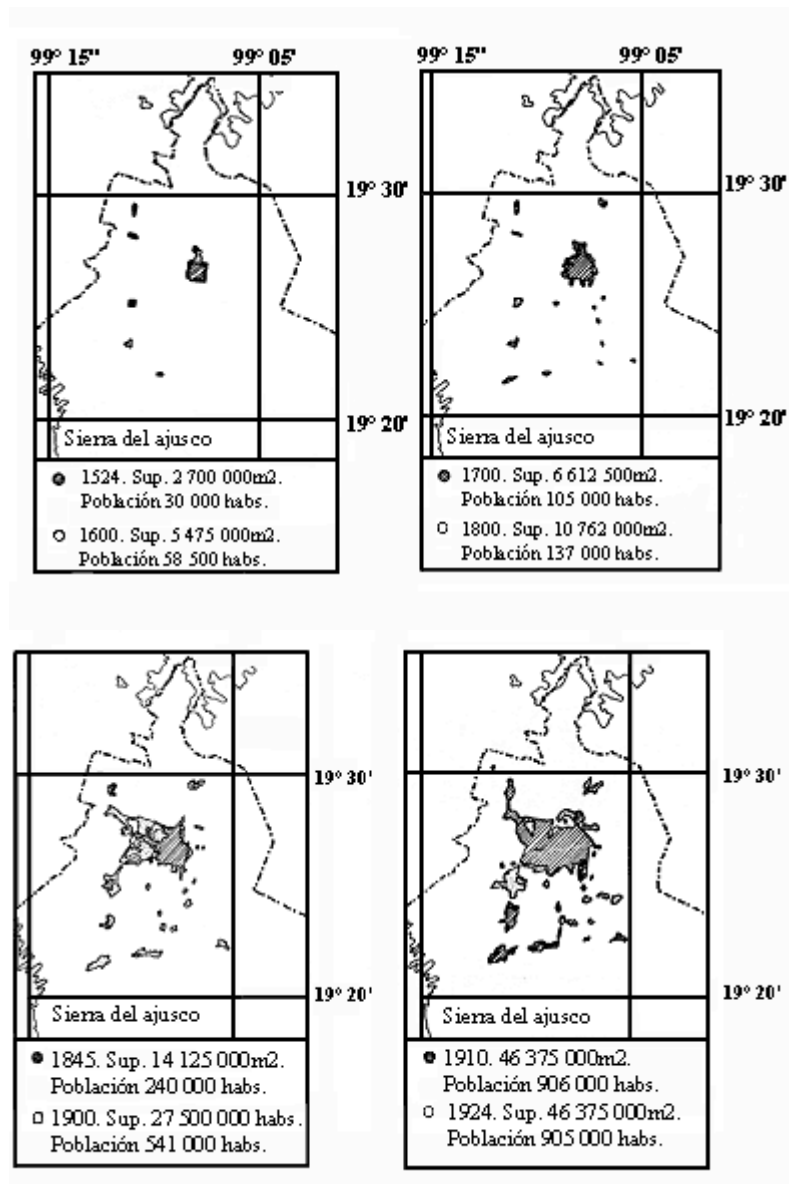 99° 15" 99° 05'
19° 30'
19° 20'
Sierra del ajusco
1524. Sup. 2 700 000m2.
Población 30 000 habs.
1600. Sup. 5 475 000m2.
Población 58 500 habs.
99° 15" 99° 05'
19° 30'
19° 20'
Sierra del ajusco
1700. Sup. 6 612 500m2.
Población 105 000 habs.
1800. Sup. 10 762 000m2.
Población 137 000 habs.
19° 30'
19° 20'
Sierra del ajusco
1845. Sup. 14 125 000m2.
Población 240 000 habs.
1900. Sup. 27 500 000 habs.
Población 541 000 habs.
19° 30'
19° 20'
Sierra del ajusco
1910. 46 375 000m2.
Población 906 000 habs.
1924. Sup. 46 375 000m2.
Población 905 000 habs.